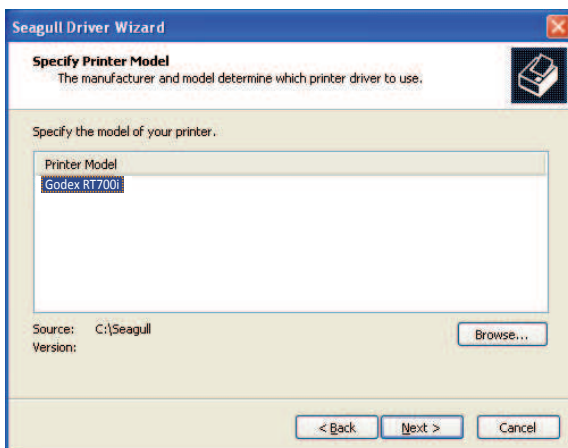 Seagull Driver Wizard
Specify Printer Model
The manufacturer and model determine which printer driver to use.
Specify the model of your printer.
Printer Model
Godex RT700i
Source: C:\Seagull
Browse...
Version:
< Back Next > Cancel